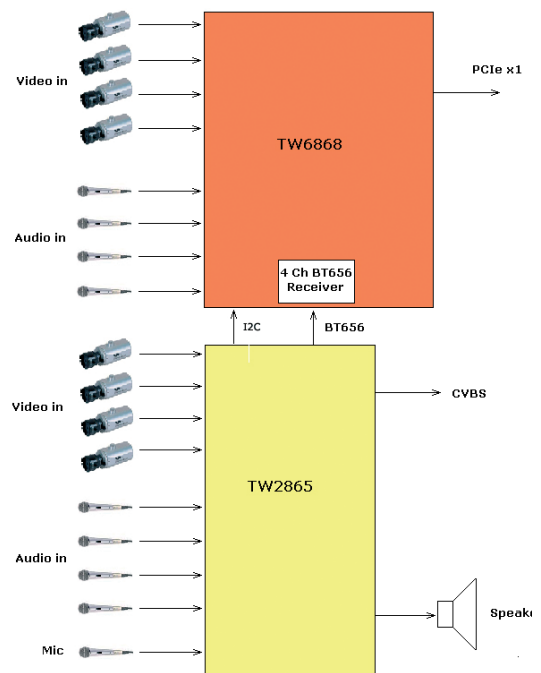 Video in
PCIe x1
TW6868
Audio in
4 Ch BT656
Receiver
I2C
BT656
Video in
CVBS
TW2865
Audio in
Speake
Mic